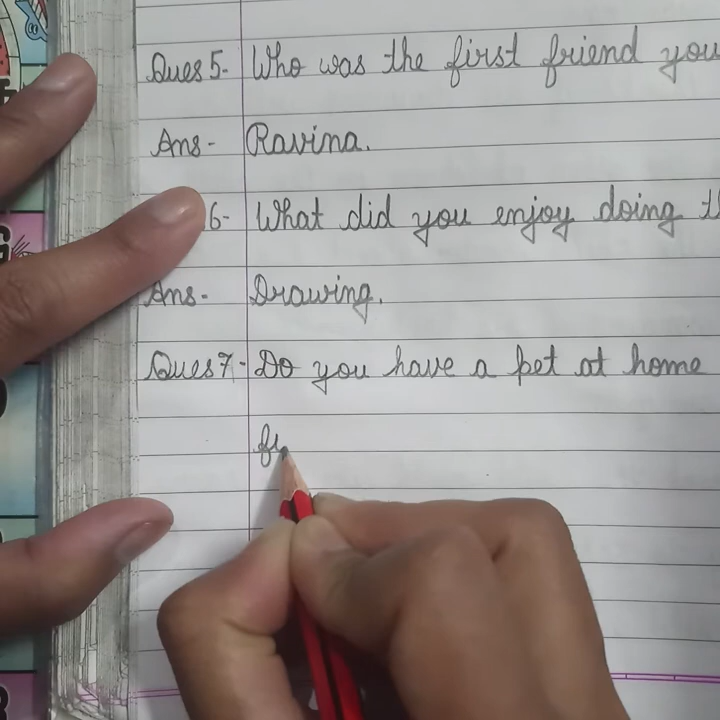 Ques 5- Who was the first friend you
Ans- Ravina.
6- What did you enjoy doing
Ans- Drawing.
Ques 7- Do you have a pet at home